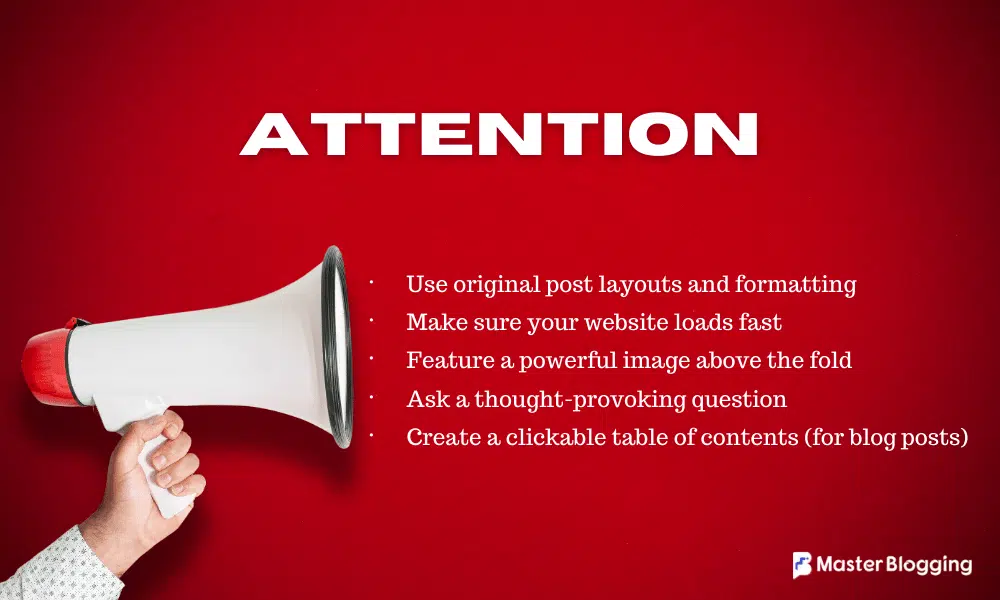 ATTENTION
· Use original post layouts and formatting
· Make sure your website loads fast
· Feature a powerful image above the fold
· Ask a thought-provoking question
· Create a clickable table of contents (for blog posts)
Master Blogging